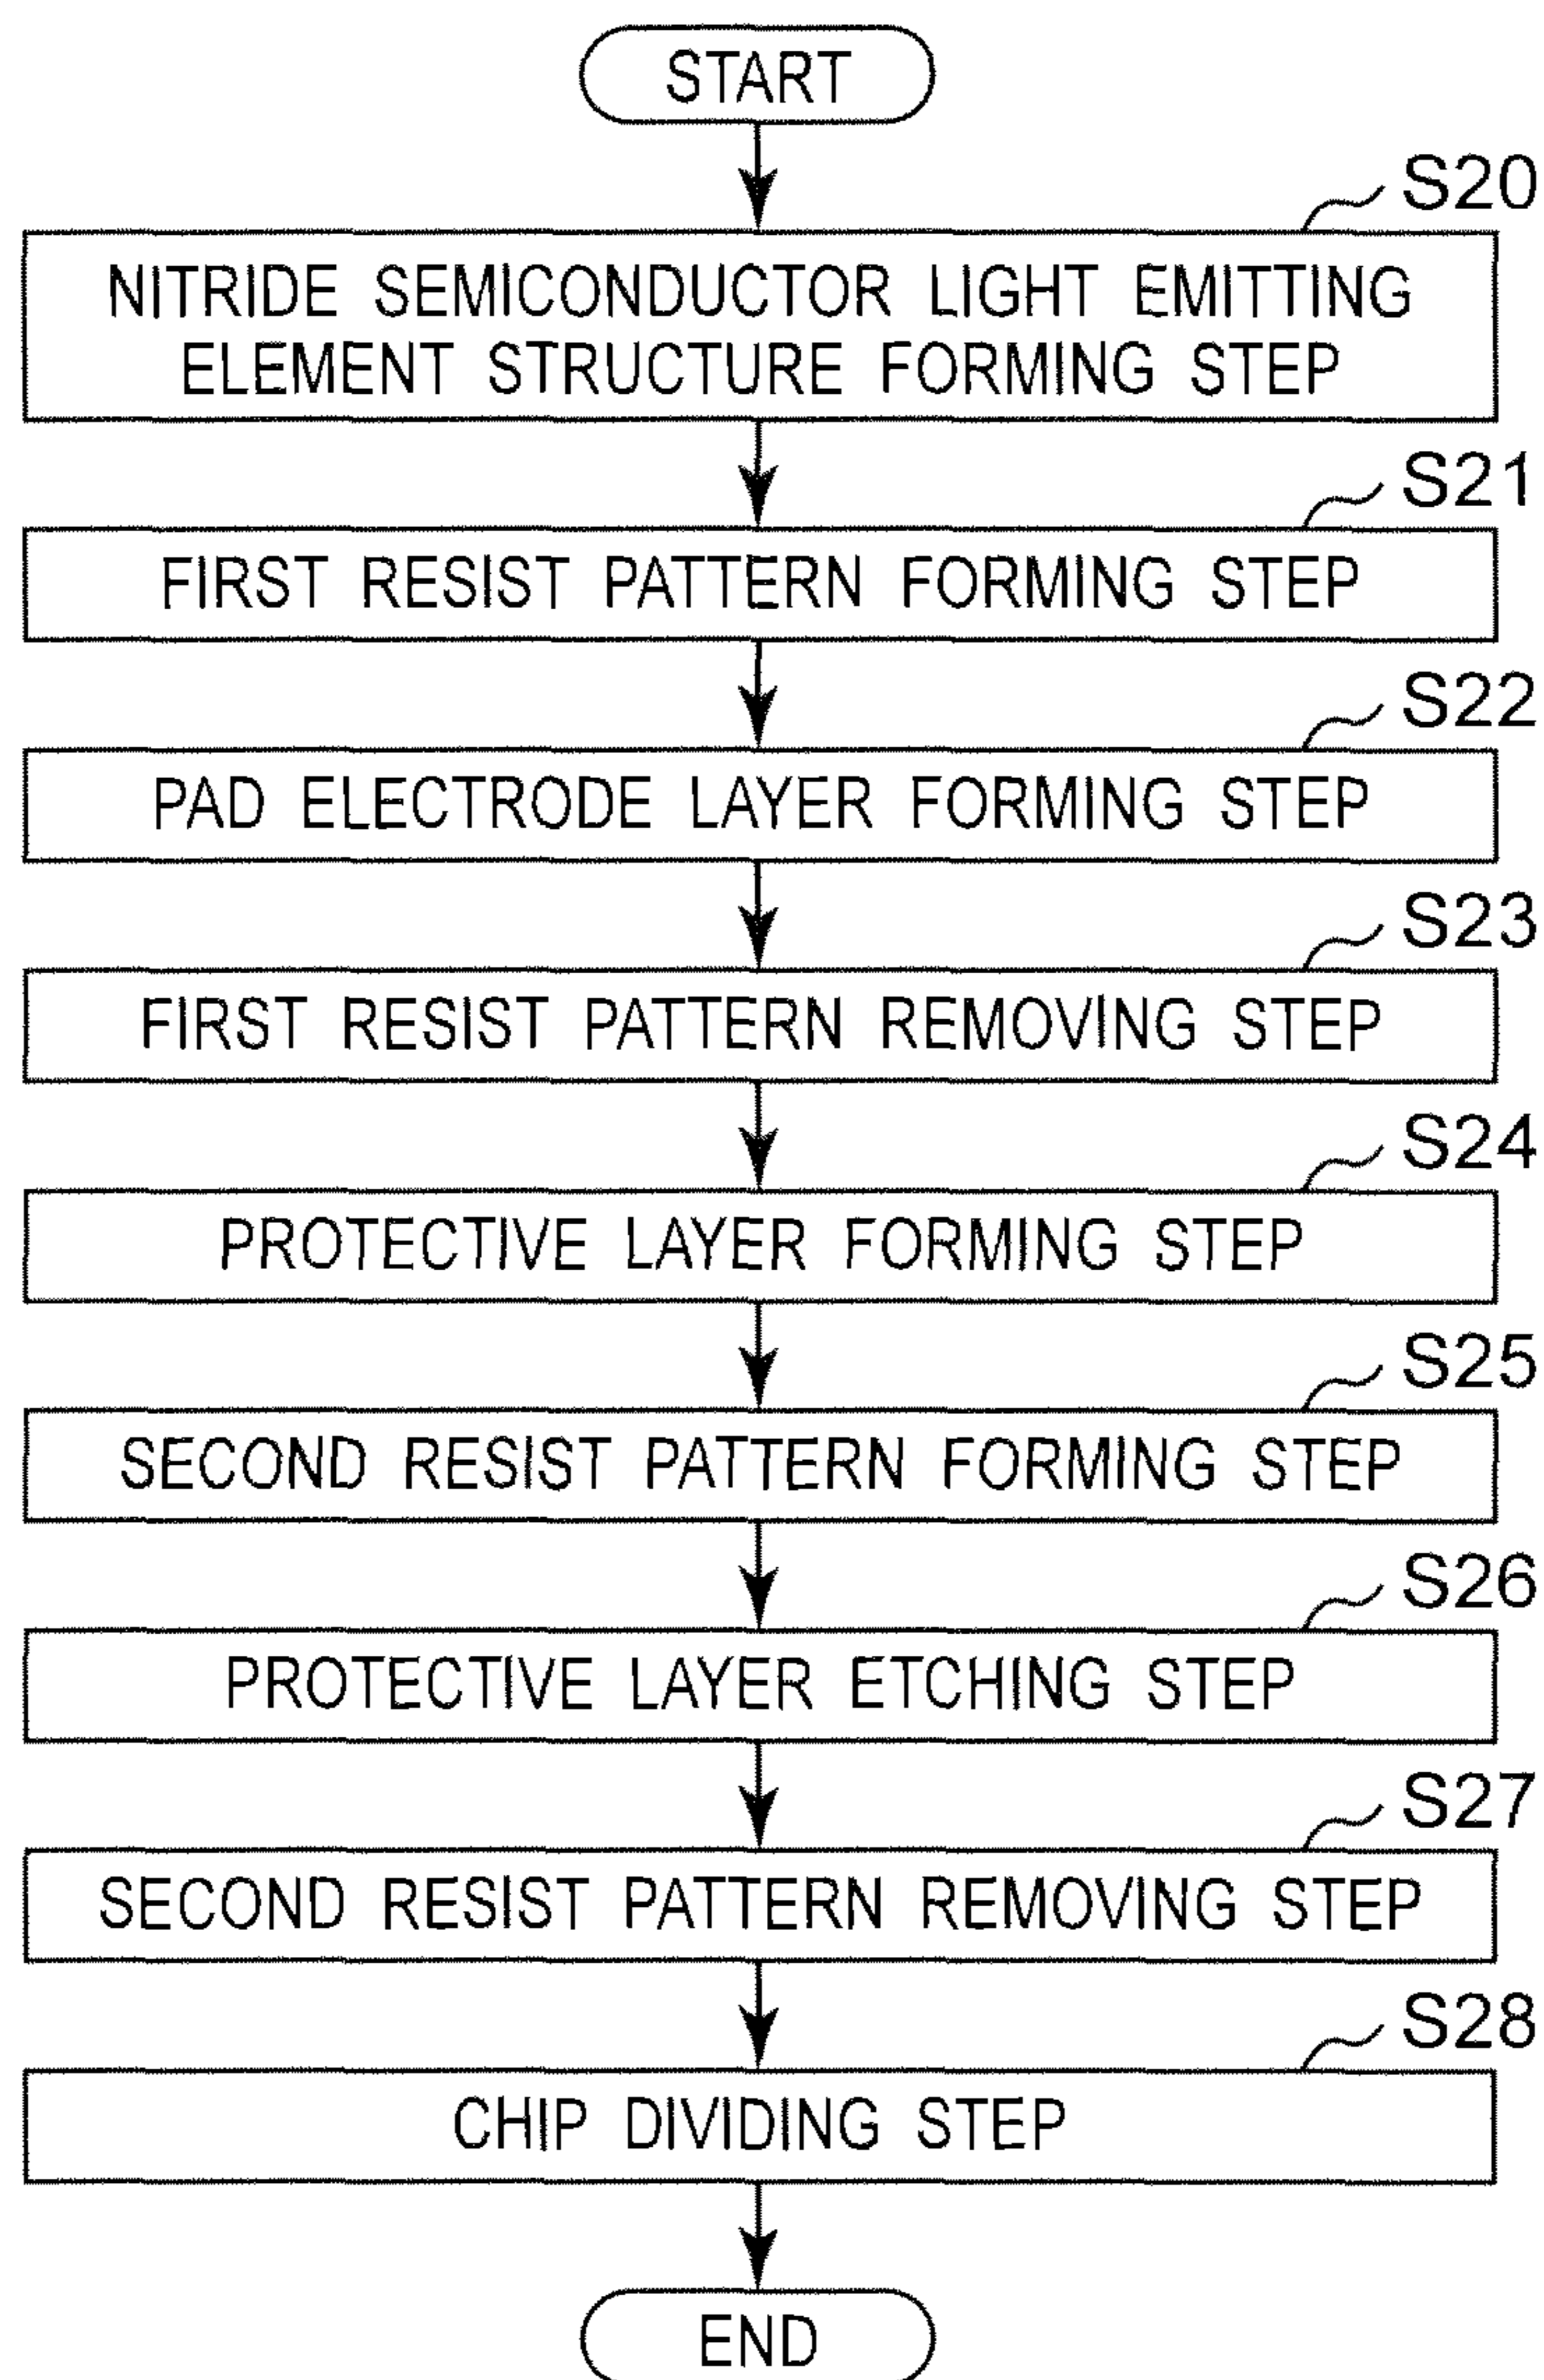 START
S20
NITRIDE SEMICONDUCTOR LIGHT EMITTING
ELEMENT STRUCTURE FORMING STEP
S21
FIRST RESIST PATTERN FORMING STEP
S22
PAD ELECTRODE LAYER FORMING STEP
S23
FIRST RESIST PATTERN REMOVING STEP
S24
PROTECTIVE LAYER FORMING STEP
S25
SECOND RESIST PATTERN FORMING STEP
S26
PROTECTIVE LAYER ETCHING STEP
S27
SECOND RESIST PATTERN REMOVING STEP
S28
CHIP DIVIDING STEP
END